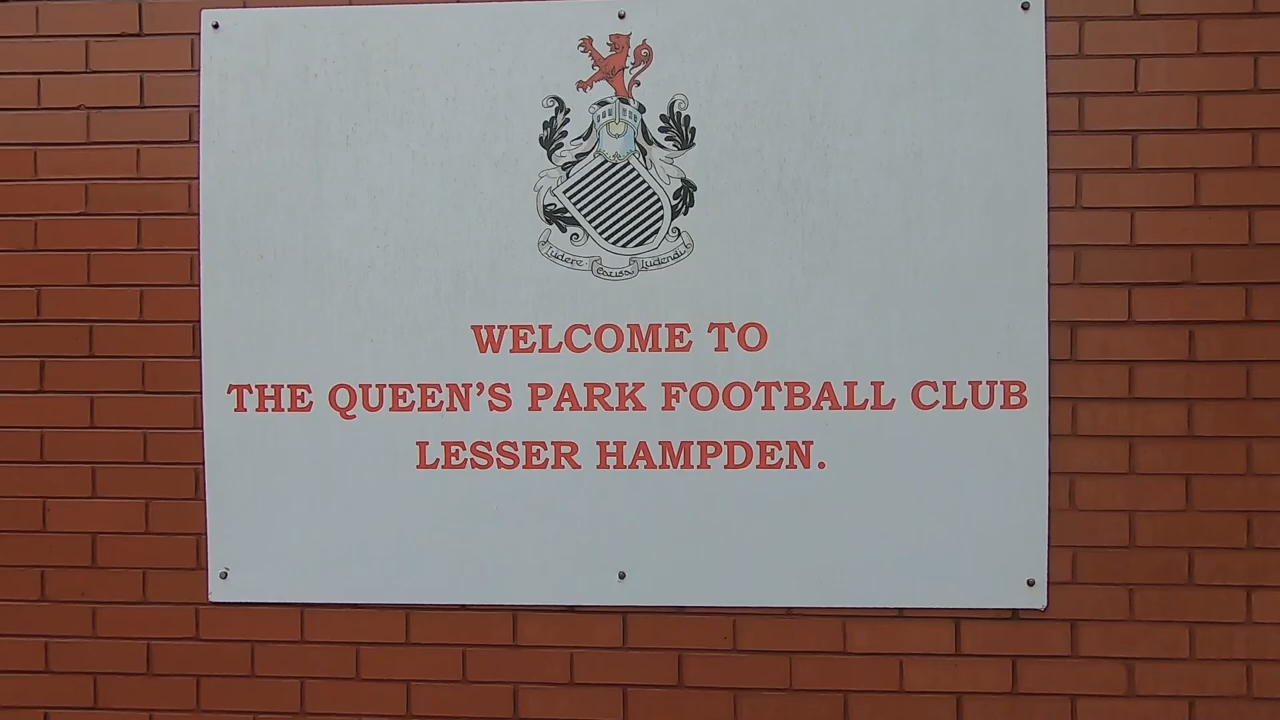 Ludere Causa Ludendi
WELCOME TO
THE QUEEN'S PARK FOOTBALL CLUB
LESSER HAMPDEN.